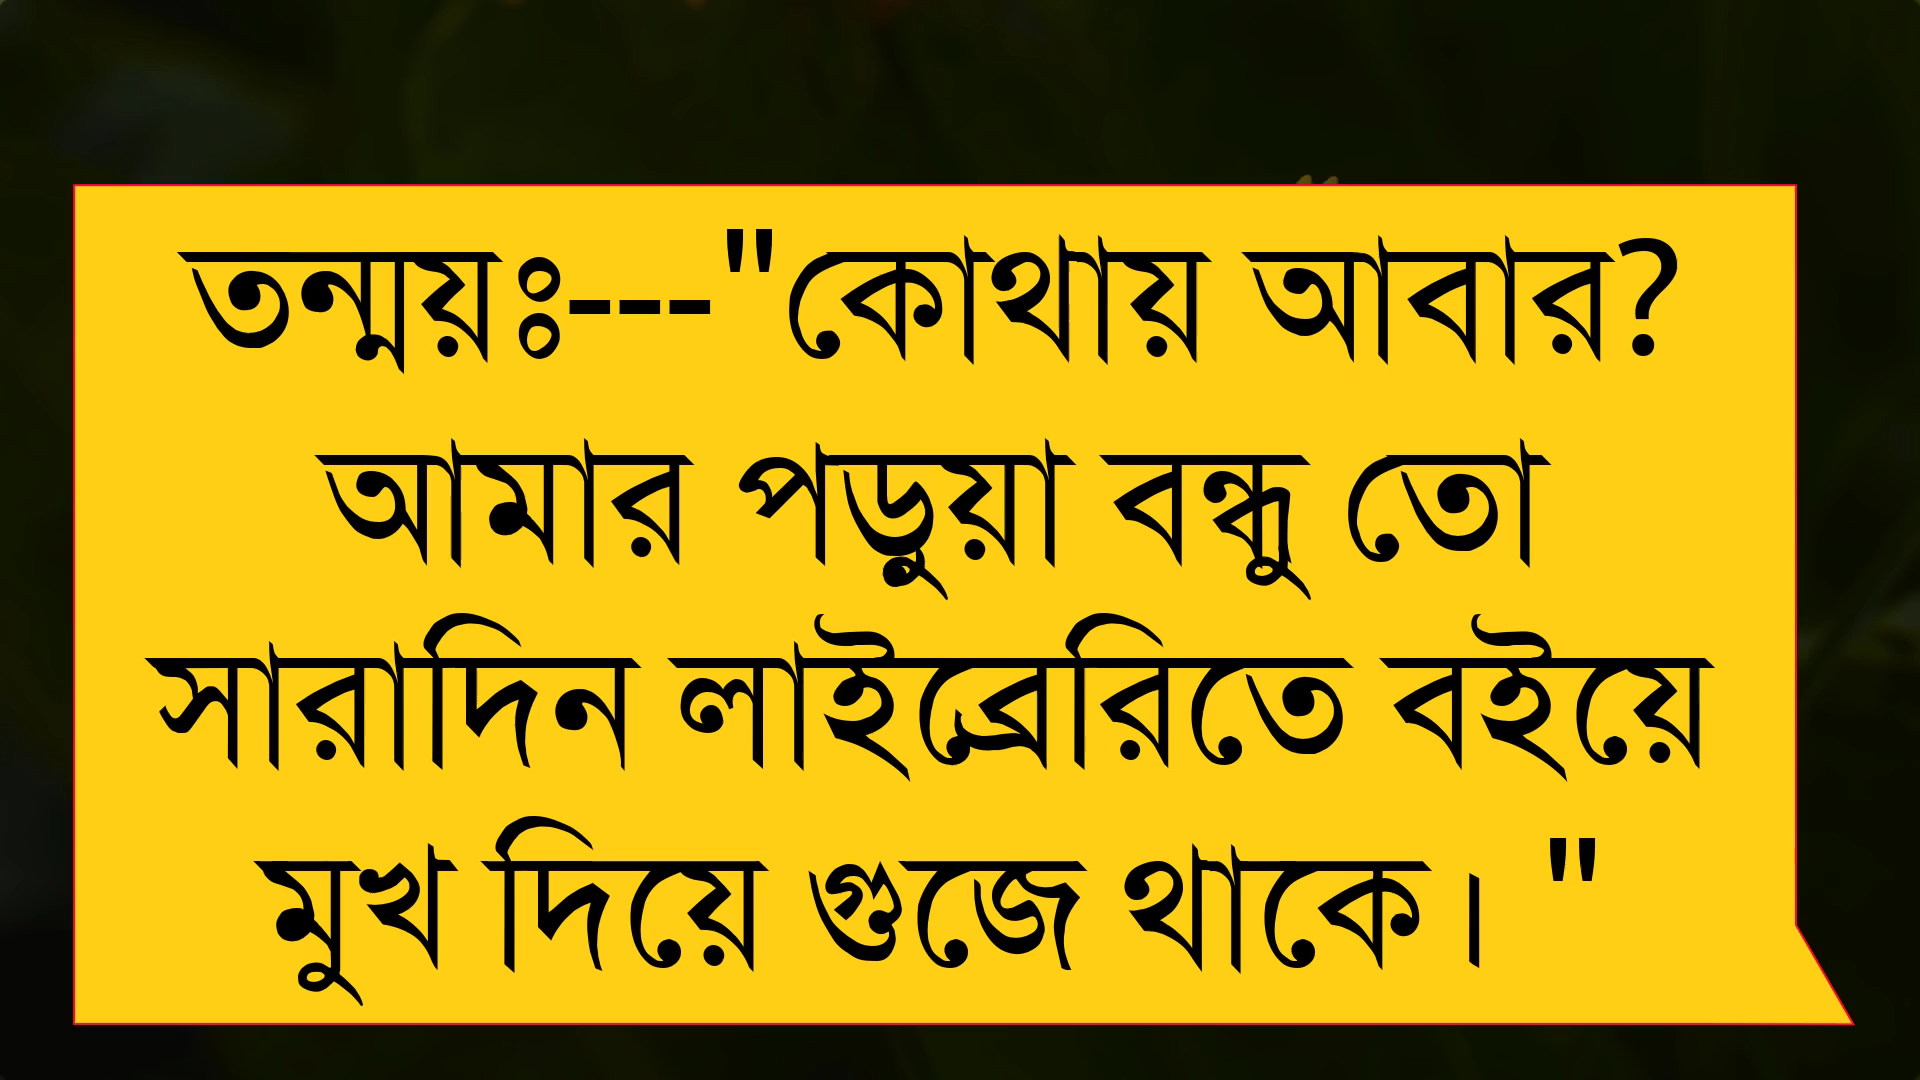 তন্ময়ঃ---"কোথায় আবার?
আমার পড়ুয়া বন্ধু তো
সারাদিন লাইব্রেরিতে বইয়ে
মুখ দিয়ে গুজে থাকে। "